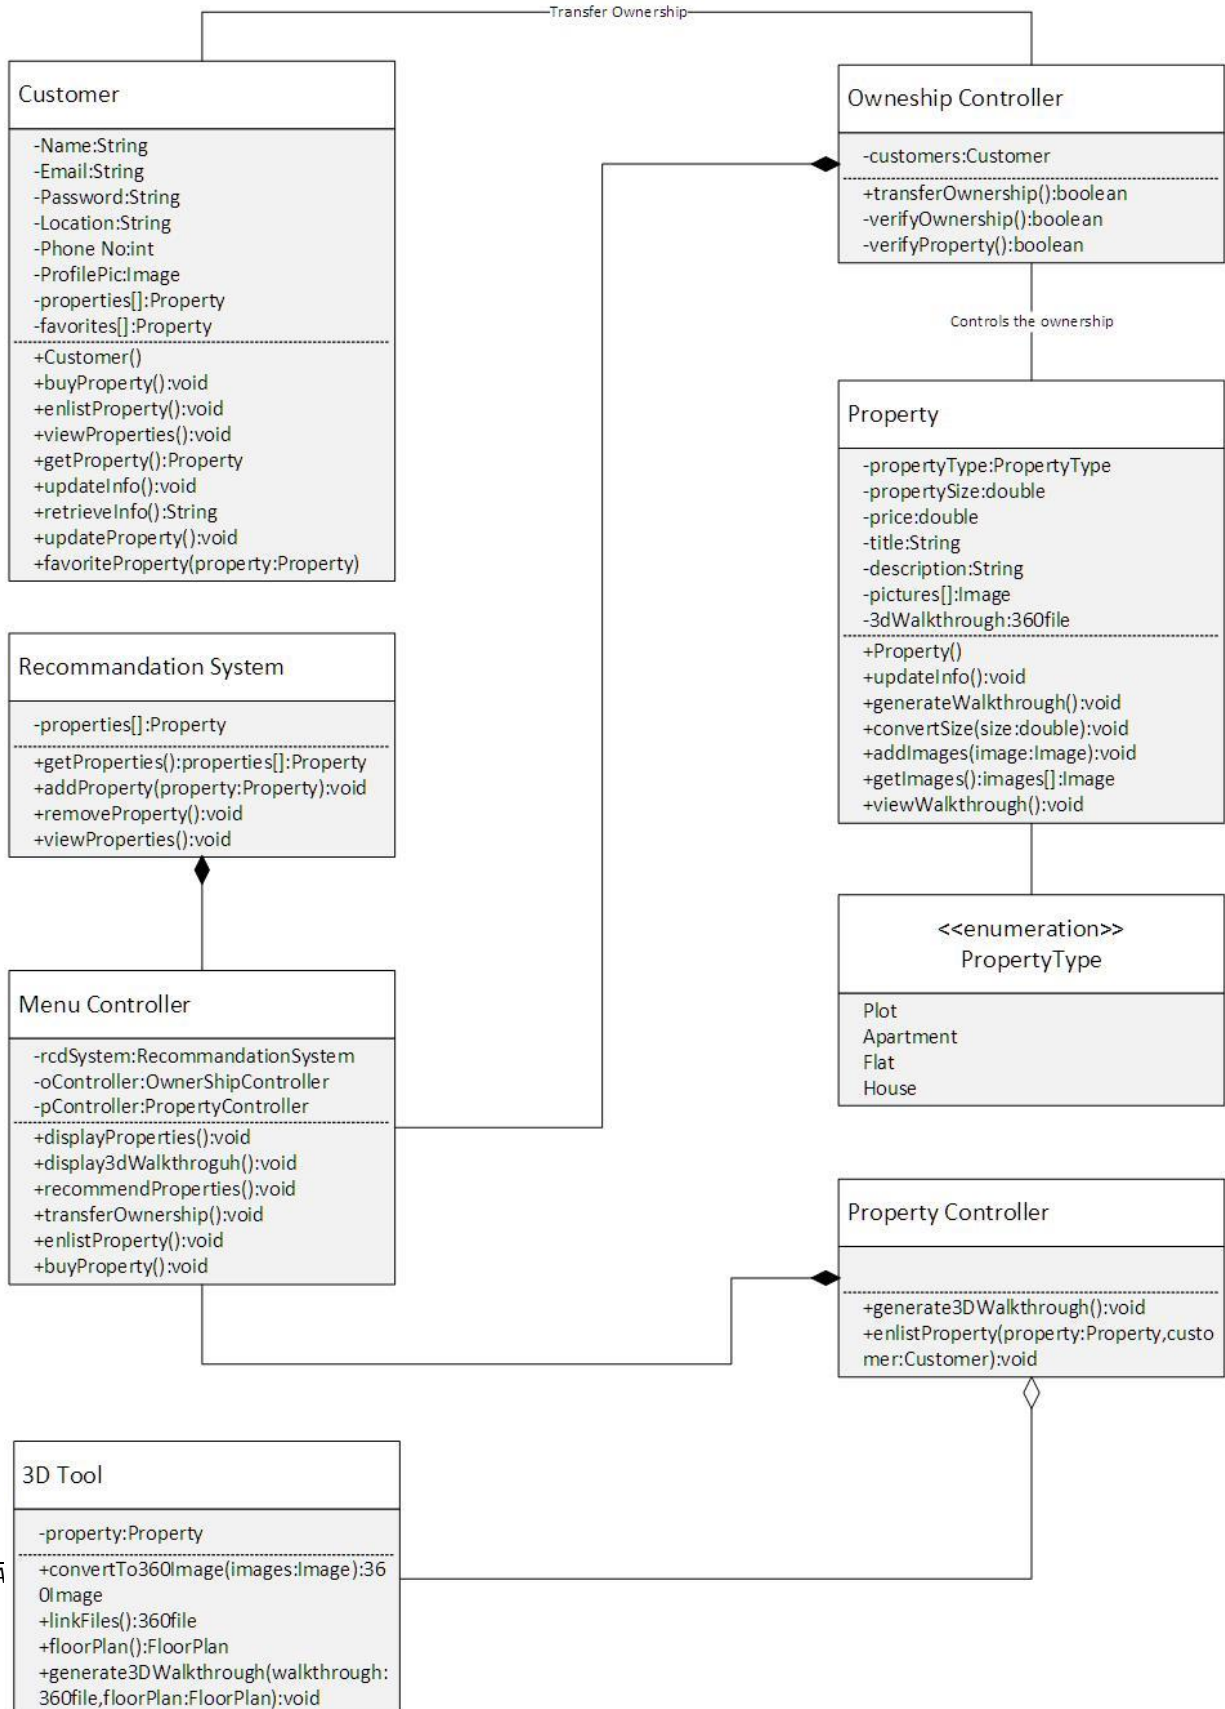 Transfer Ownership
Customer
-Name:String
-Email:String
-Password:String
-Location:String
-Phone No:int
-ProfilePic:Image
-properties[]:Property
-favorites[]:Property
+Customer()
+buyProperty():void
+enlistProperty():void
+viewProperties():void
+getProperty():Property
+updateInfo():void
+retrieveInfo():String
+updateProperty():void
+favoriteProperty(property:Property)
Owneship Controller
-customers:Customer
+transferOwnership():boolean
-verifyOwnership():boolean
-verifyProperty():boolean
Controls the ownership
Property
-propertyType:PropertyType
-propertySize:double
-price:double
-title:String
-description:String
-pictures[]:Image
-3dWalkthrough:360file
+Property()
+updateInfo():void
+generateWalkthrough():void
+convertSize(size:double):void
+addImages(image:Image):void
+getImages():images[]:Image
+viewWalkthrough():void
Recommandation System
-properties[]:Property
+getProperties():properties[]:Property
+addProperty(property:Property):void
+removeProperty():void
+viewProperties():void
<<enumeration>>
PropertyType
Plot
Apartment
Flat
House
Menu Controller
-rcdSystem:RecommandationSystem
-oController:OwnerShipController
-pController:PropertyController
+displayProperties():void
+display3dWalkthroguh():void
+recommendProperties():void
+transferOwnership():void
+enlistProperty():void
+buyProperty():void
Property Controller
+generate3DWalkthrough():void
+enlistProperty(property:Property,custo
mer:Customer):void
3D Tool
-property:Property
+convertTo360Image(images:Image):36
0Image
+linkFiles():360file
+floorPlan():FloorPlan
+generate3DWalkthrough(walkthrough:
360file,floorPlan:FloorPlan):void